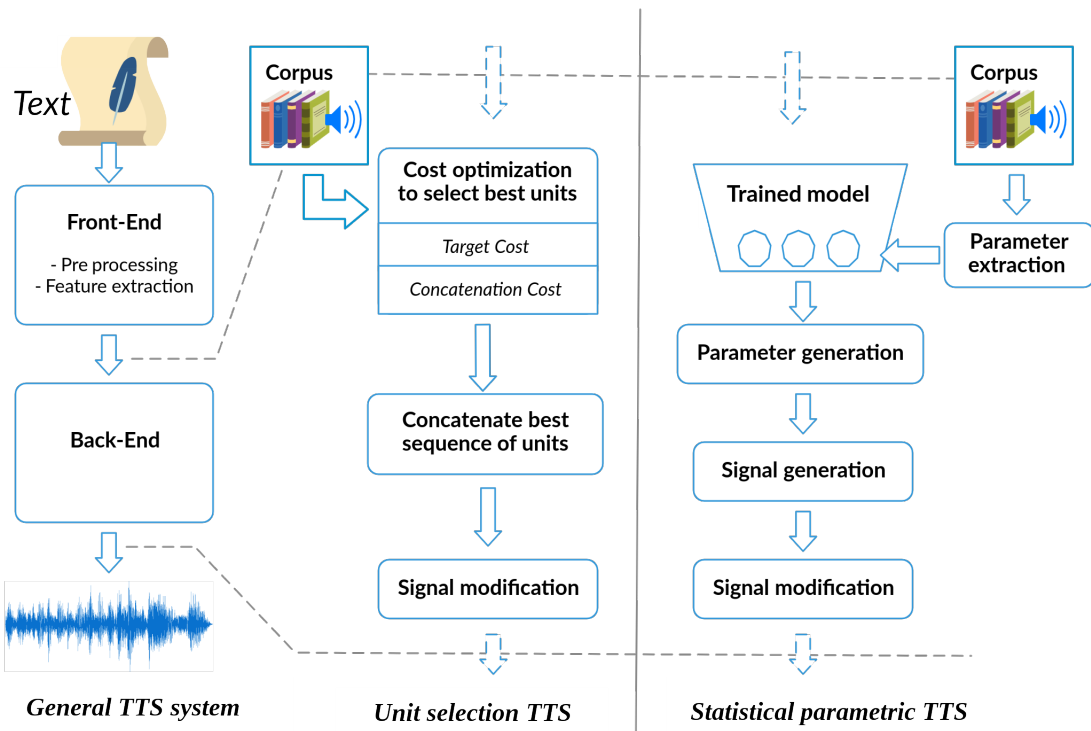 Text
Front-End
- Pre processing
- Feature extraction
Back-End
General TTS system
Corpus
Cost optimization
to select best units
Target Cost
Concatenation Cost
Concatenate best
sequence of units
Signal modification
Unit selection TTS
Corpus
Trained model
Parameter
extraction
Parameter generation
Signal generation
Signal modification
Statistical parametric TTS